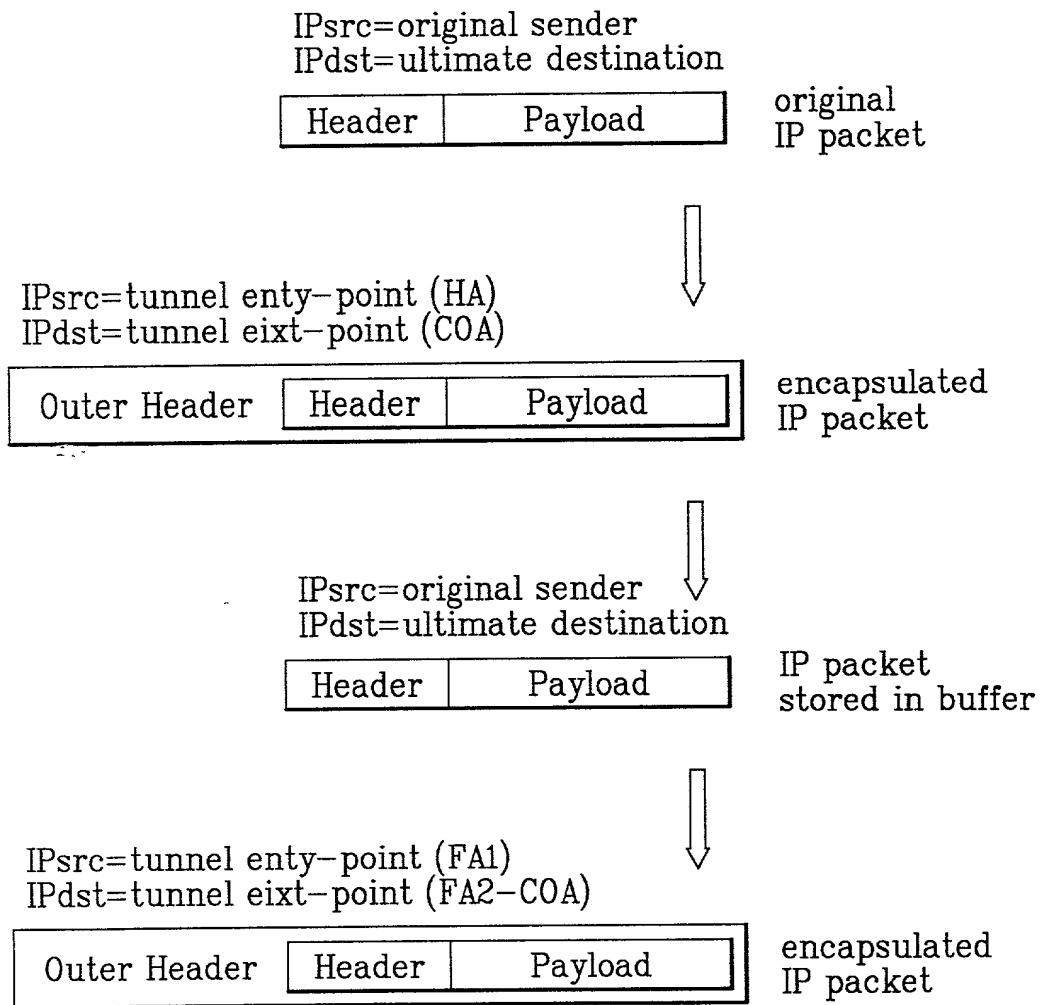 IPsrc=original sender
IPdst=ultimate destination
Header Payload
original
IP packet
IPsrc=tunnel enty-point (HA)
IPdst=tunnel eixt-point (COA)
Outer Header Header Payload
encapsulated
IP packet
IPsrc=original sender
IPdst=ultimate destination
Header Payload
IP packet
stored in buffer
IPsrc=tunnel enty-point (FA1)
IPdst=tunnel eixt-point (FA2-COA)
Outer Header Header Payload
encapsulated
IP packet